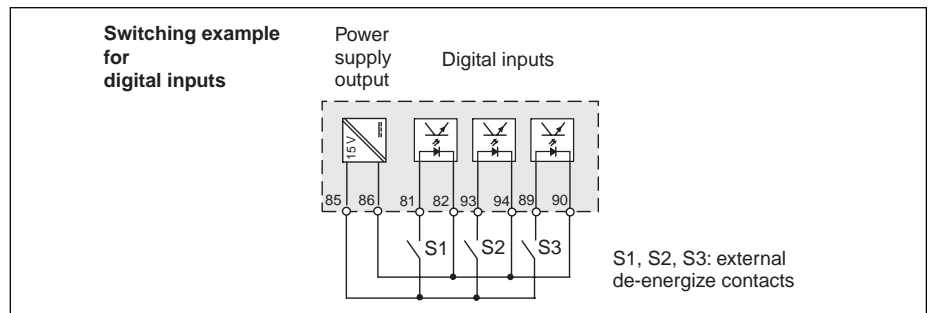 Switching example
for
digital inputs
Power
supply
output
Digital inputs
15 V
85 86 81 82 93 94 89 90
S1 S2 S3
S1, S2, S3: external
de-energize contacts